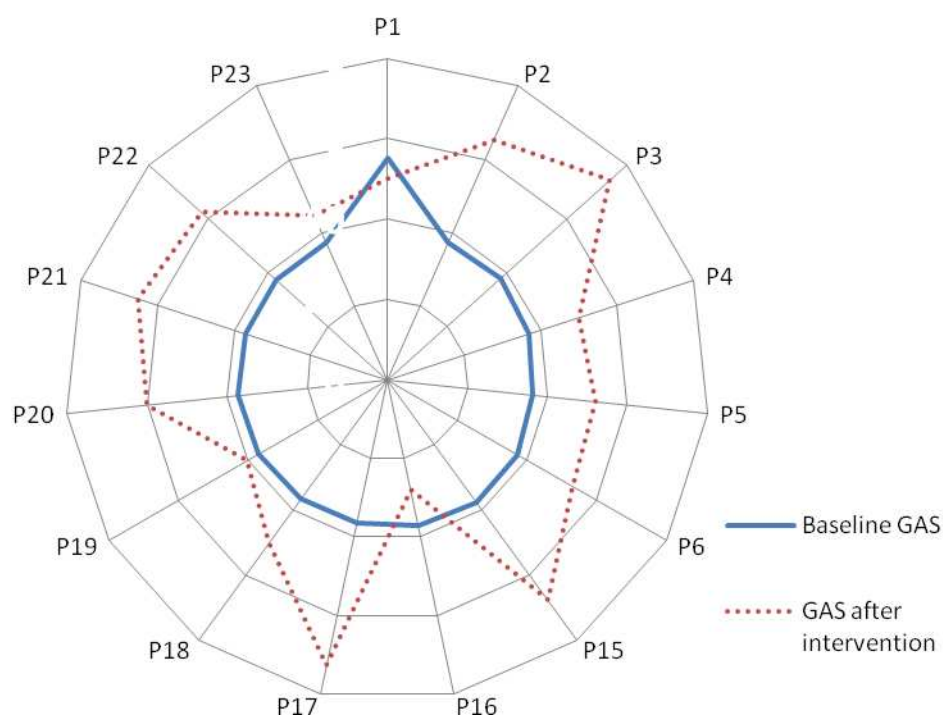 P1
P2
P3
P4
P5
P6
P15
P16
P17
P18
P19
P20
P21
P22
P23
Baseline GAS
GAS after
intervention